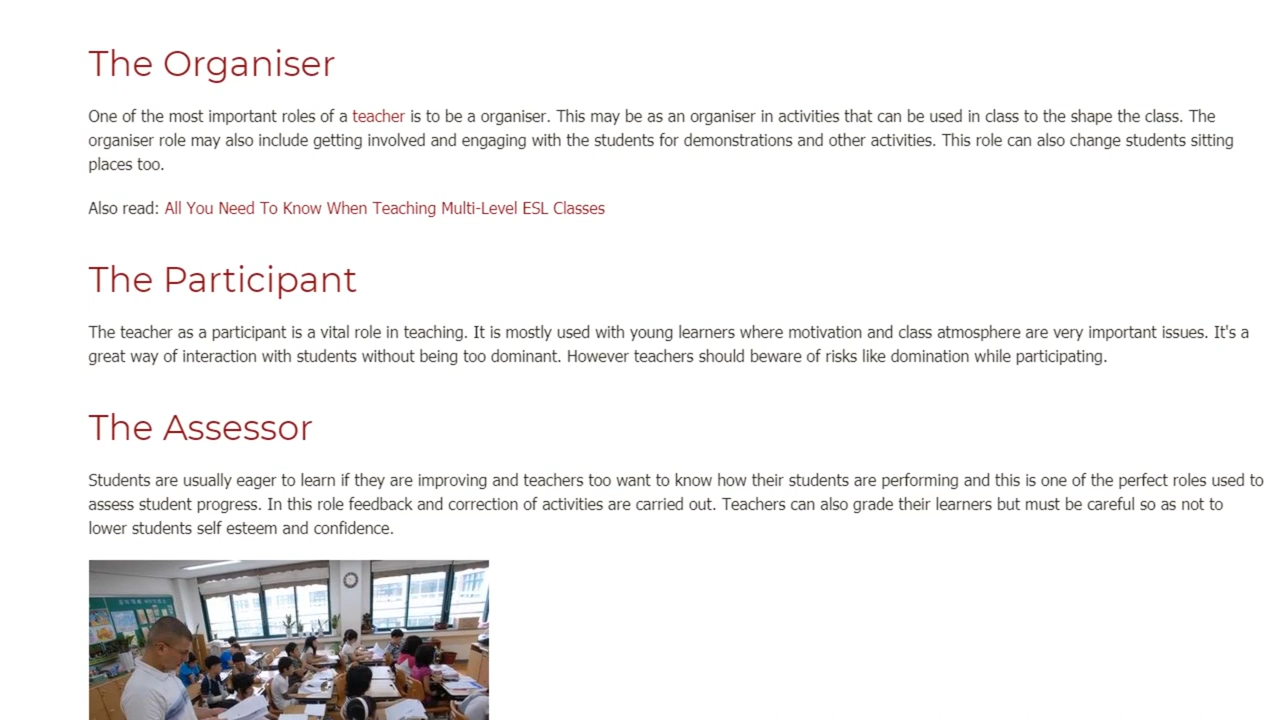 The Organiser
One of the most important roles of a teacher is to be a organiser. This may be as an organiser in activities that can be used in class to the shape the class. The
organiser role may also include getting involved and engaging with the students for demonstrations and other activities. This role can also change students sitting
places too.
Also read: All You Need To Know When Teaching Multi-Level ESL Classes
The Participant
The teacher as a participant is a vital role in teaching. It is mostly used with young learners where motivation and class atmosphere are very important issues. It's a
great way of interaction with students without being too dominant. However teachers should beware of risks like domination while participating.
The Assessor
Students are usually eager to learn if they are improving and teachers too want to know how their students are performing and this is one of the perfect roles used to
assess student progress. In this role feedback and correction of activities are carried out. Teachers can also grade their learners but must be careful so as not to
lower students self esteem and confidence.